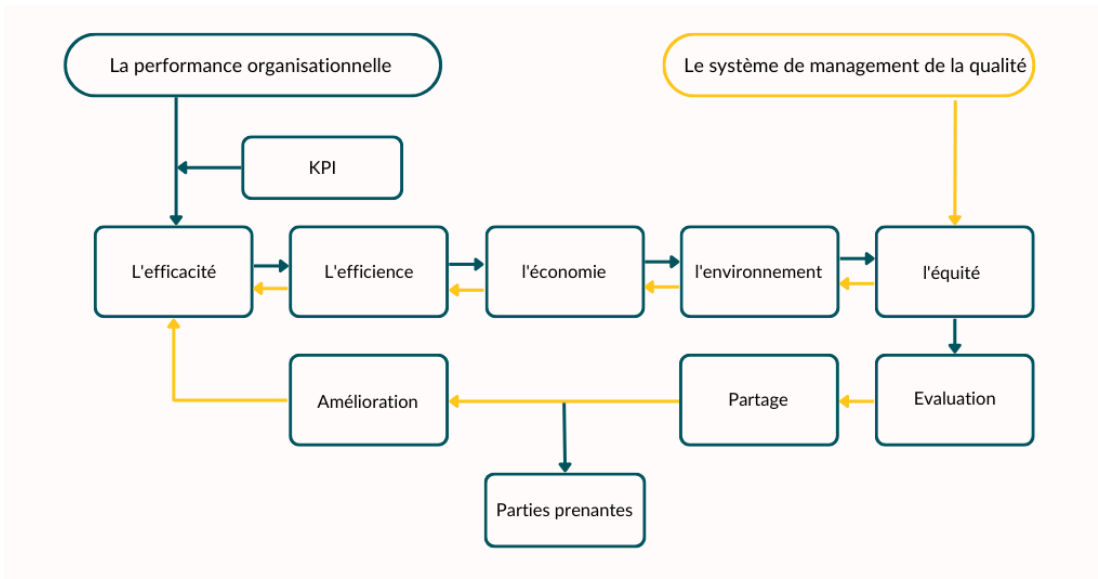 La performance organisationnelle
Le système de management de la qualité
KPI
L'efficacité
L'efficience
l'économie
l'environnement
l'équité
Amélioration
Partage
Evaluation
Parties prenantes